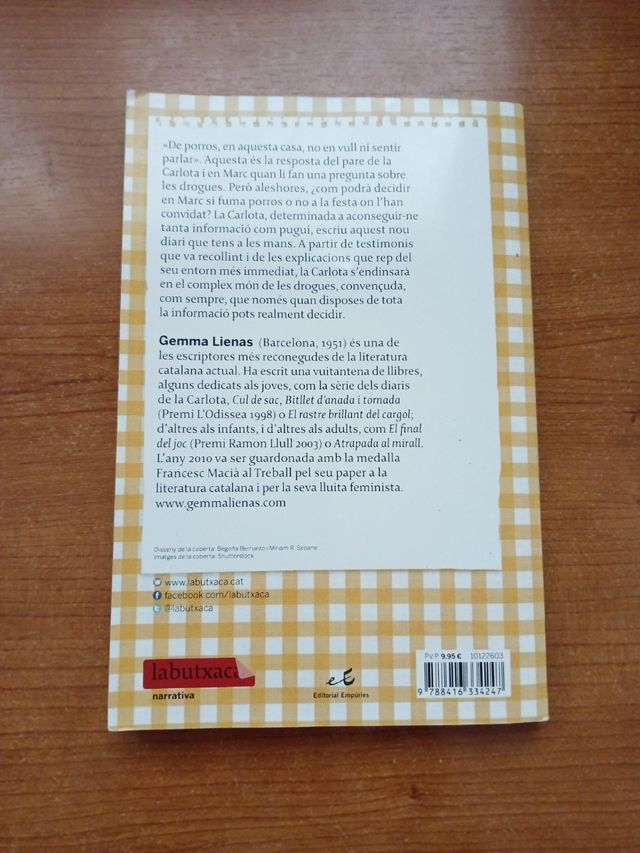 «De porros, en aquesta casa, no en vull ni sentir
parlar». Aquesta és la resposta del pare de la
Carlota i en Marc quan li fan una pregunta sobre
les drogues. Però aleshores, ¿com podrà decidir
en Marc si fuma porros o no a la festa on l'han
convidat? La Carlota, determinada a aconseguir-ne
tanta informació com pugui, escriu aquest nou
diari que tens a les mans. A partir de testimonis
que va recollint i de les explicacions que rep del
seu entorn més immediat, la Carlota s'endinsarà
en el complex món de les drogues, convençuda,
com sempre, que només quan disposes de tota
la informació pots realment decidir.
Gemma Lienas (Barcelona, 1951) és una de
les escriptores més reconegudes de la literatura
catalana actual. Ha escrit una vuitantena de llibres,
alguns dedicats als joves, com la sèrie dels diaris
de la Carlota, Cul de sac, Bitllet d'anada i tornada
(Premi L'Odissea 1998) o El rastre brillant del cargol;
d'altres als infants, i d'altres als adults, com El final
del joc (Premi Ramon Llull 2003) o Atrapada al mirall.
L'any 2010 va ser guardonada amb la medalla
Francesc Macià al Treball pel seu paper a la
literatura catalana i per la seva lluita feminista.
www.gemmalienas.com
Disseny de la coberta: Begoña Berruezo i Míriam R. Seoane
Imatges de la coberta: Shutterstock
www.labutxaca.cat
facebook.com/labutxaca
@labutxaca
labutxaca
narrativa
eE
Editorial Empúries
P.V.P. 9,95 € 10122603
9 788416 334247